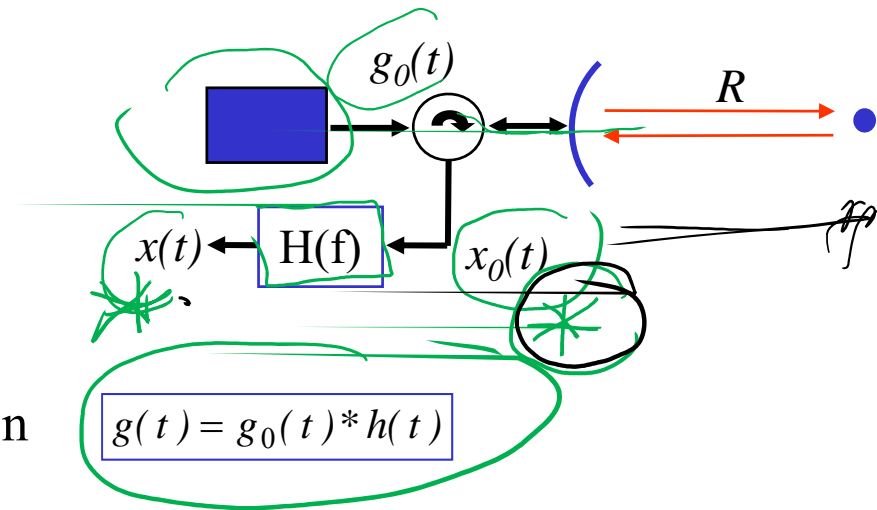 g₀(t)
R
x(t) H(f) x₀(t)
n g(t) = g₀(t) * h(t)